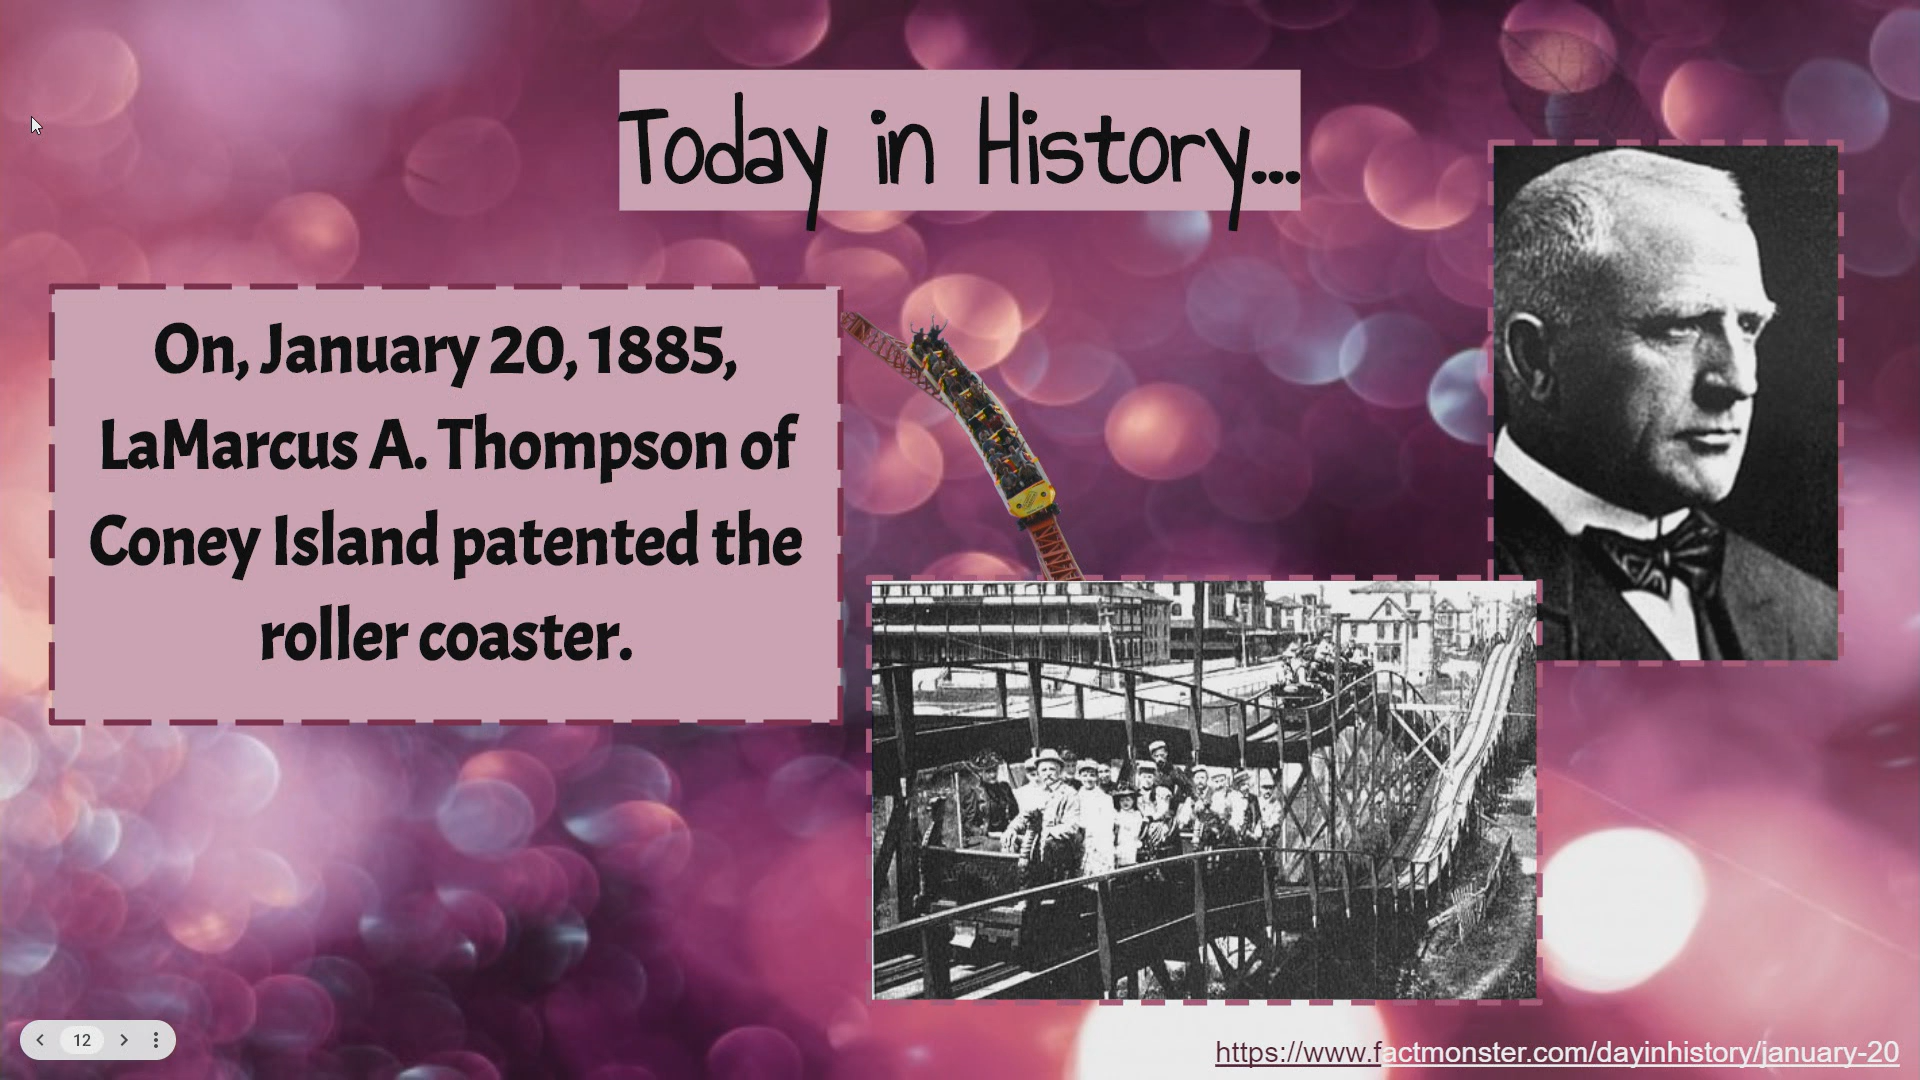 Today in History...
On, January 20, 1885,
LaMarcus A. Thompson of
Coney Island patented the
roller coaster.
12
https://www.factmonster.com/dayinhistory/january-20